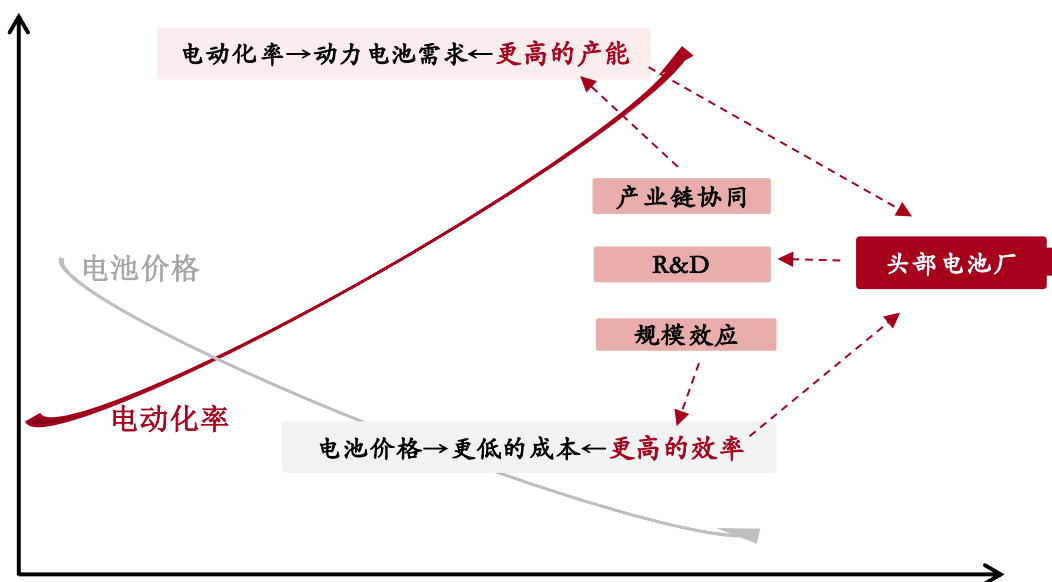 电动化率→动力电池需求←更高的产能
产业链协同
电池价格
R&D
头部电池厂
规模效应
电动化率
电池价格→更低的成本←更高的效率